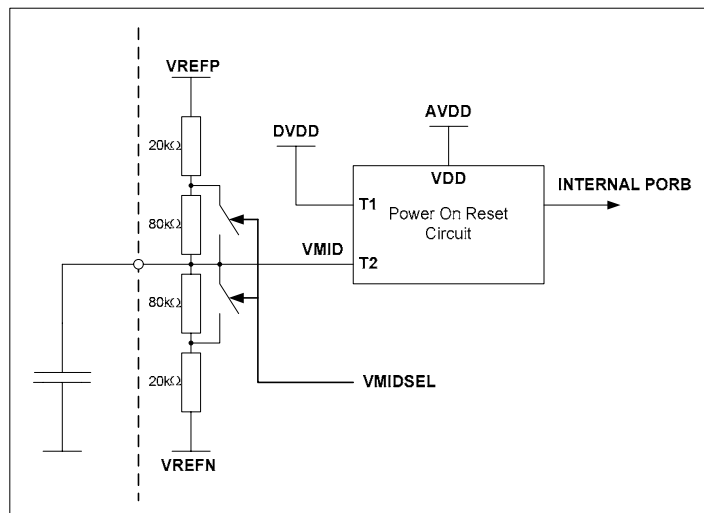 VREFP
20kΩ
80kΩ
80kΩ
20kΩ
VREFN
DVDD
AVDD
VDD
T1
Power On Reset
Circuit
T2
INTERNAL PORB
VMID
VMIDSEL